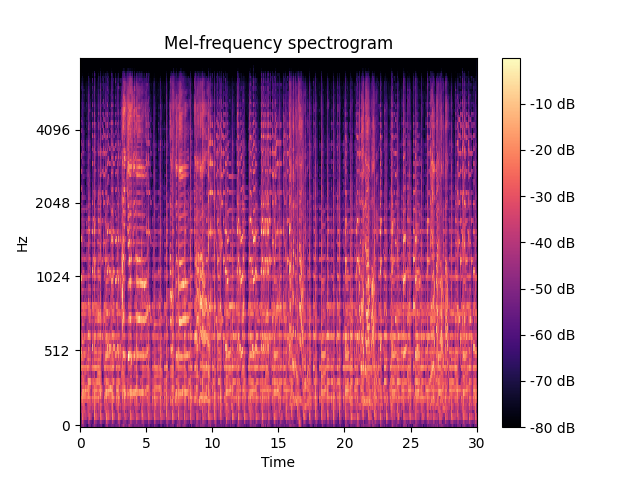 Mel-frequency spectrogram
Hz
4096
2048
1024
512
0
0 5 10 15 20 25 30
Time
-10 dB
-20 dB
-30 dB
-40 dB
-50 dB
-60 dB
-70 dB
-80 dB